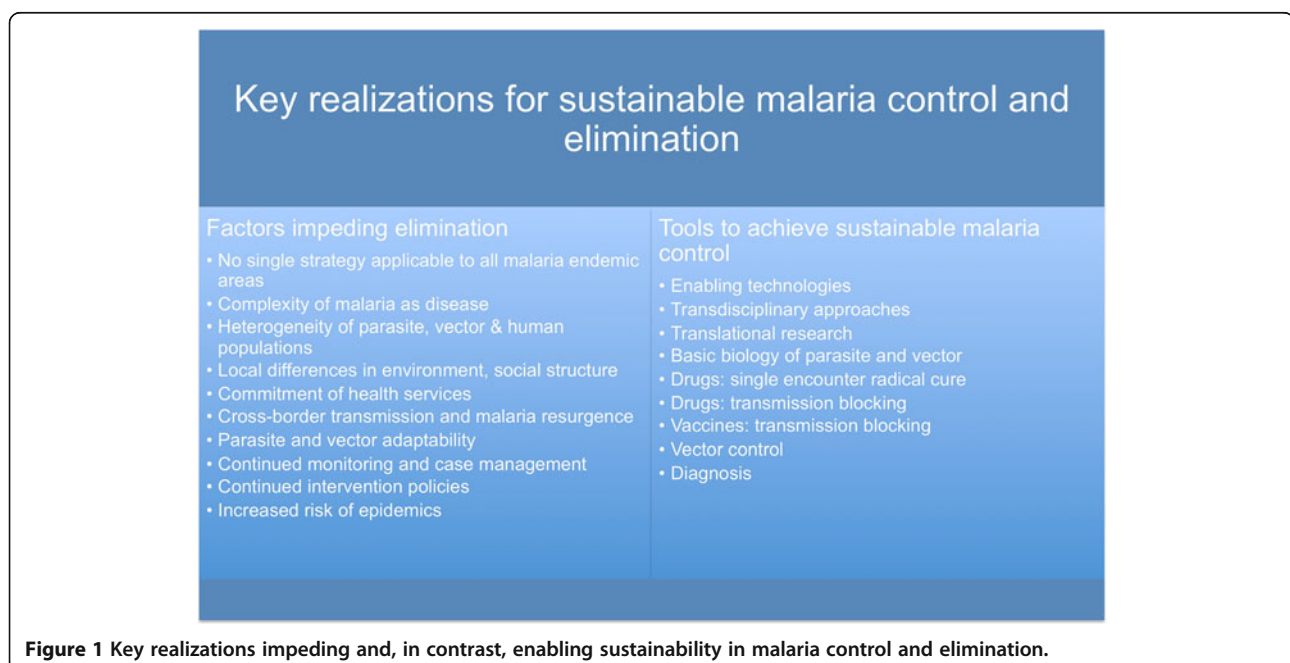 Key realizations for sustainable malaria control and
elimination
Factors impeding elimination
• No single strategy applicable to all malaria endemic
areas
• Complexity of malaria as disease
• Heterogeneity of parasite, vector & human
populations
• Local differences in environment, social structure
• Commitment of health services
• Cross-border transmission and malaria resurgence
• Parasite and vector adaptability
• Continued monitoring and case management
• Continued intervention policies
• Increased risk of epidemics
Tools to achieve sustainable malaria
control
• Enabling technologies
• Transdisciplinary approaches
• Translational research
• Basic biology of parasite and vector
• Drugs: single encounter radical cure
• Drugs: transmission blocking
• Vaccines: transmission blocking
• Vector control
• Diagnosis
Figure 1 Key realizations impeding and, in contrast, enabling sustainability in malaria control and elimination.